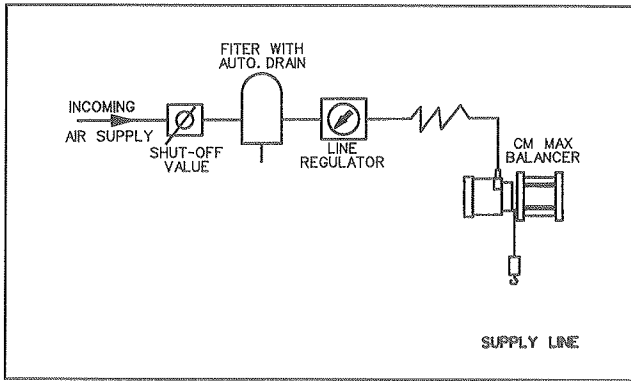 FITER WITH
AUTO. DRAIN
INCOMING
AIR SUPPLY
SHUT-OFF
VALUE
LINE
REGULATOR
CM MAX
BALANCER
SUPPLY LINE